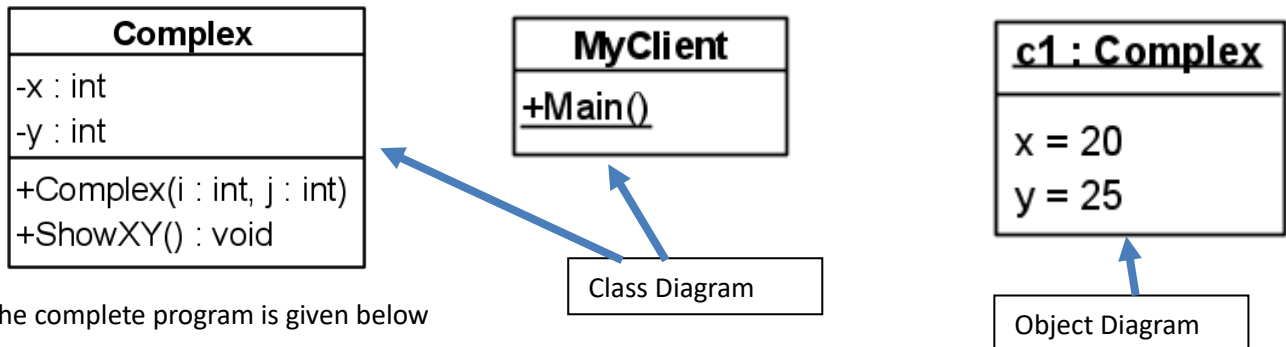 Complex
-x : int
-y : int
+Complex(i : int, j : int)
+ShowXY() : void
MyClient
+Main()
c1 : Complex
x = 20
y = 25
Class Diagram
Object Diagram
he complete program is given below